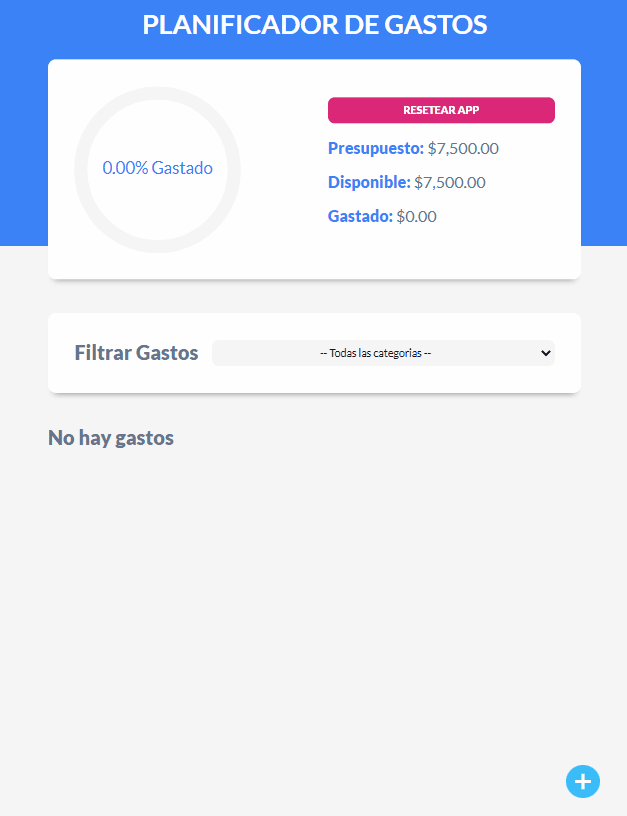 PLANIFICADOR DE GASTOS
0.00% Gastado
RESETEAR APP
Presupuesto: $7,500.00
Disponible: $7,500.00
Gastado: $0.00
Filtrar Gastos
-- Todas las categorias --
No hay gastos